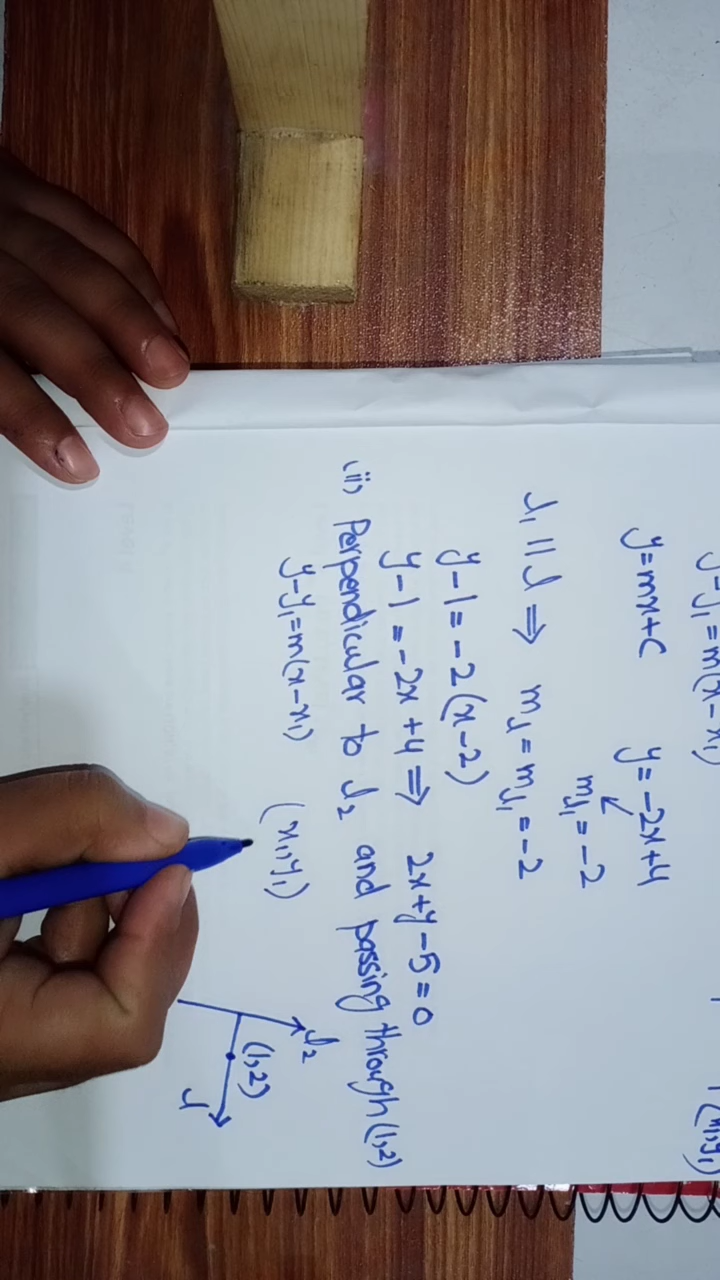 y-y₁=m(x-x₁)
(x₁,y₁)
y=mx+c y=-2x+4
m_l₁=-2
l₁ || l ⇒ m_l = m_l₁ = -2
y-1=-2(x-2)
y-1=-2x+4 ⇒ 2x+y-5=0
(ii) Perpendicular to l₂ and passing through (1,2)
y-y₁=m(x-x₁) (x₁,y₁)
l₂
(1,2)
l